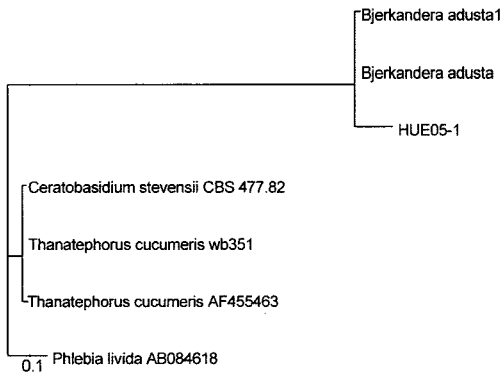 Bjerkandera adusta1
Bjerkandera adusta
HUE05-1
Ceratobasidium stevensii CBS 477.82
Thanatephorus cucumeris wb351
Thanatephorus cucumeris AF455463
Phlebia livida AB084618
0.1